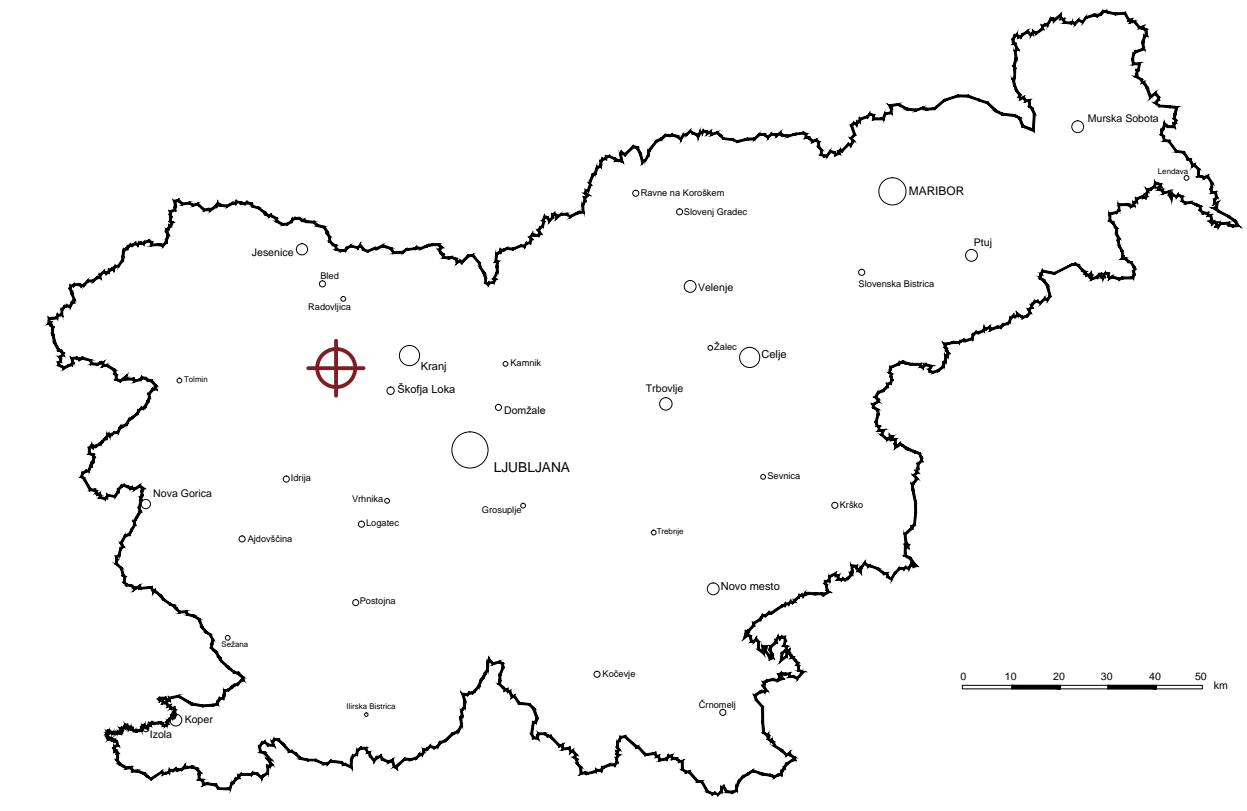 Murska Sobota
Lendava
Ravne na Koroškem
MARIBOR
Slovenj Gradec
Ptuj
Jesenice
Bled
Slovenska Bistrica
Velenje
Radovljica
Žalec
Celje
Kranj
Kamnik
Tolmin
Škofja Loka
Trbovlje
Domžale
LJUBLJANA
Idrija
Sevnica
Nova Gorica
Vrhnika
Grosuplje
Krško
Logatec
Trebnje
Ajdovščina
Novo mesto
Postojna
Sežana
Kočevje
0 10 20 30 40 50
km
Ilirska Bistrica
Črnomelj
Koper
Izola